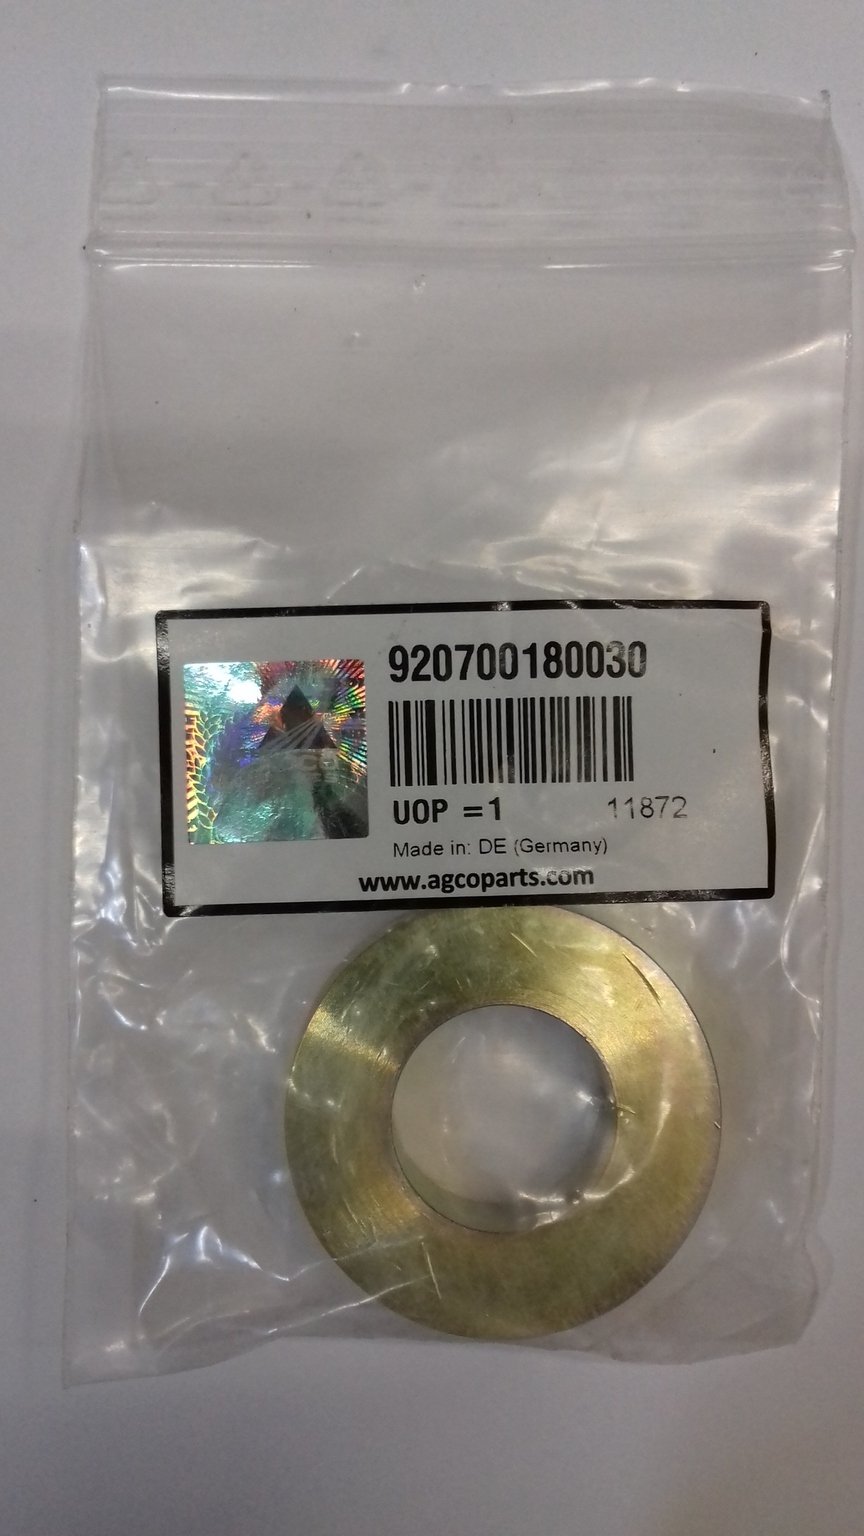 920700180030
UOP =1 11872
Made in: DE (Germany)
www.agcoparts.com